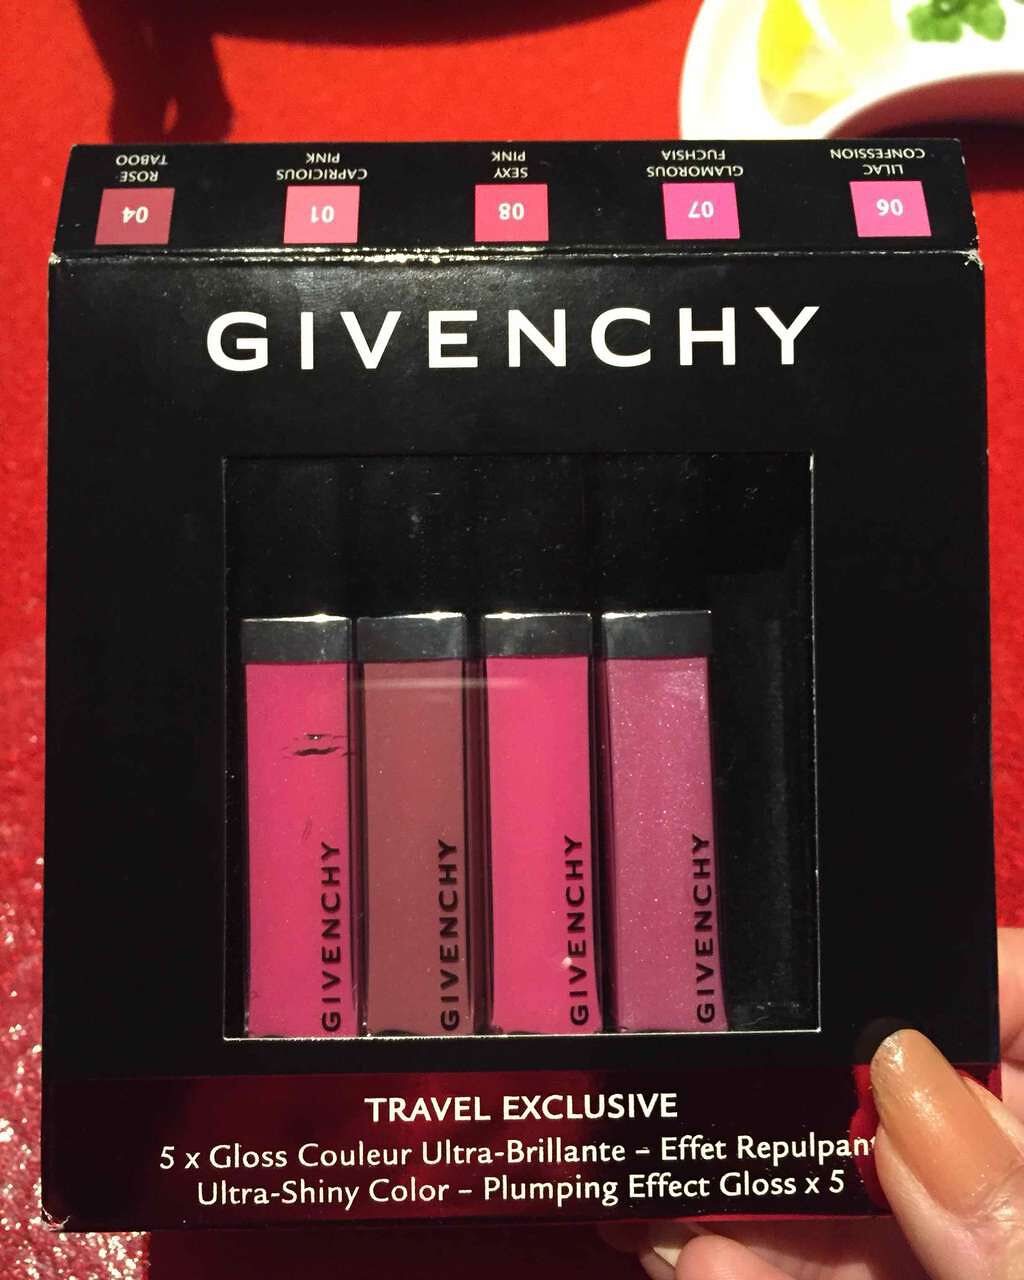 ROSE
TABOO
04
CAPRICIOUS
PINK
01
SEXY
PINK
08
GLAMOROUS
FUCHSIA
07
LILAC
CONFESSION
06
GIVENCHY
GIVENCHY
GIVENCHY
GIVENCHY
GIVENCHY
TRAVEL EXCLUSIVE
5 x Gloss Couleur Ultra-Brillante – Effet Repulpant
Ultra-Shiny Color – Plumping Effect Gloss x 5